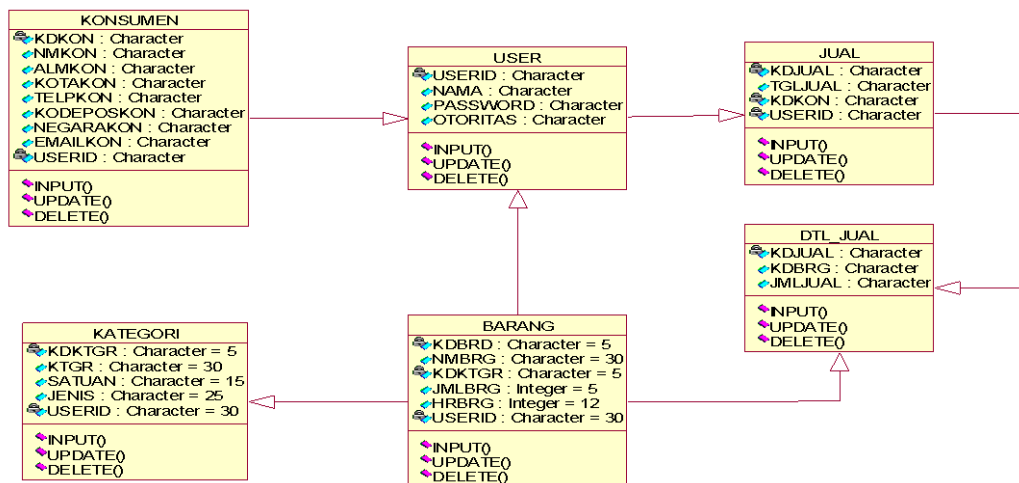 KONSUMEN
KDKON : Character
NMKON : Character
ALMKON : Character
KOTAKON : Character
TELPKON : Character
KODEPOSKON : Character
NEGARAKON : Character
EMAILKON : Character
USERID : Character
INPUT()
UPDATE()
DELETE()
USER
USERID : Character
NAMA : Character
PASSWORD : Character
OTORITAS : Character
INPUT()
UPDATE()
DELETE()
JUAL
KDJUAL : Character
TGLJUAL : Character
KDKON : Character
USERID : Character
INPUT()
UPDATE()
DELETE()
DTL_JUAL
KDJUAL : Character
KDBRG : Character
JMLJUAL : Character
INPUT()
UPDATE()
DELETE()
KATEGORI
KDKTGR : Character = 5
KTGR : Character = 30
SATUAN : Character = 15
JENIS : Character = 25
USERID : Character = 30
INPUT()
UPDATE()
DELETE()
BARANG
KDBRD : Character = 5
NMBRG : Character = 30
KDKTGR : Character = 5
JMLBRG : Integer = 5
HRBRG : Integer = 12
USERID : Character = 30
INPUT()
UPDATE()
DELETE()